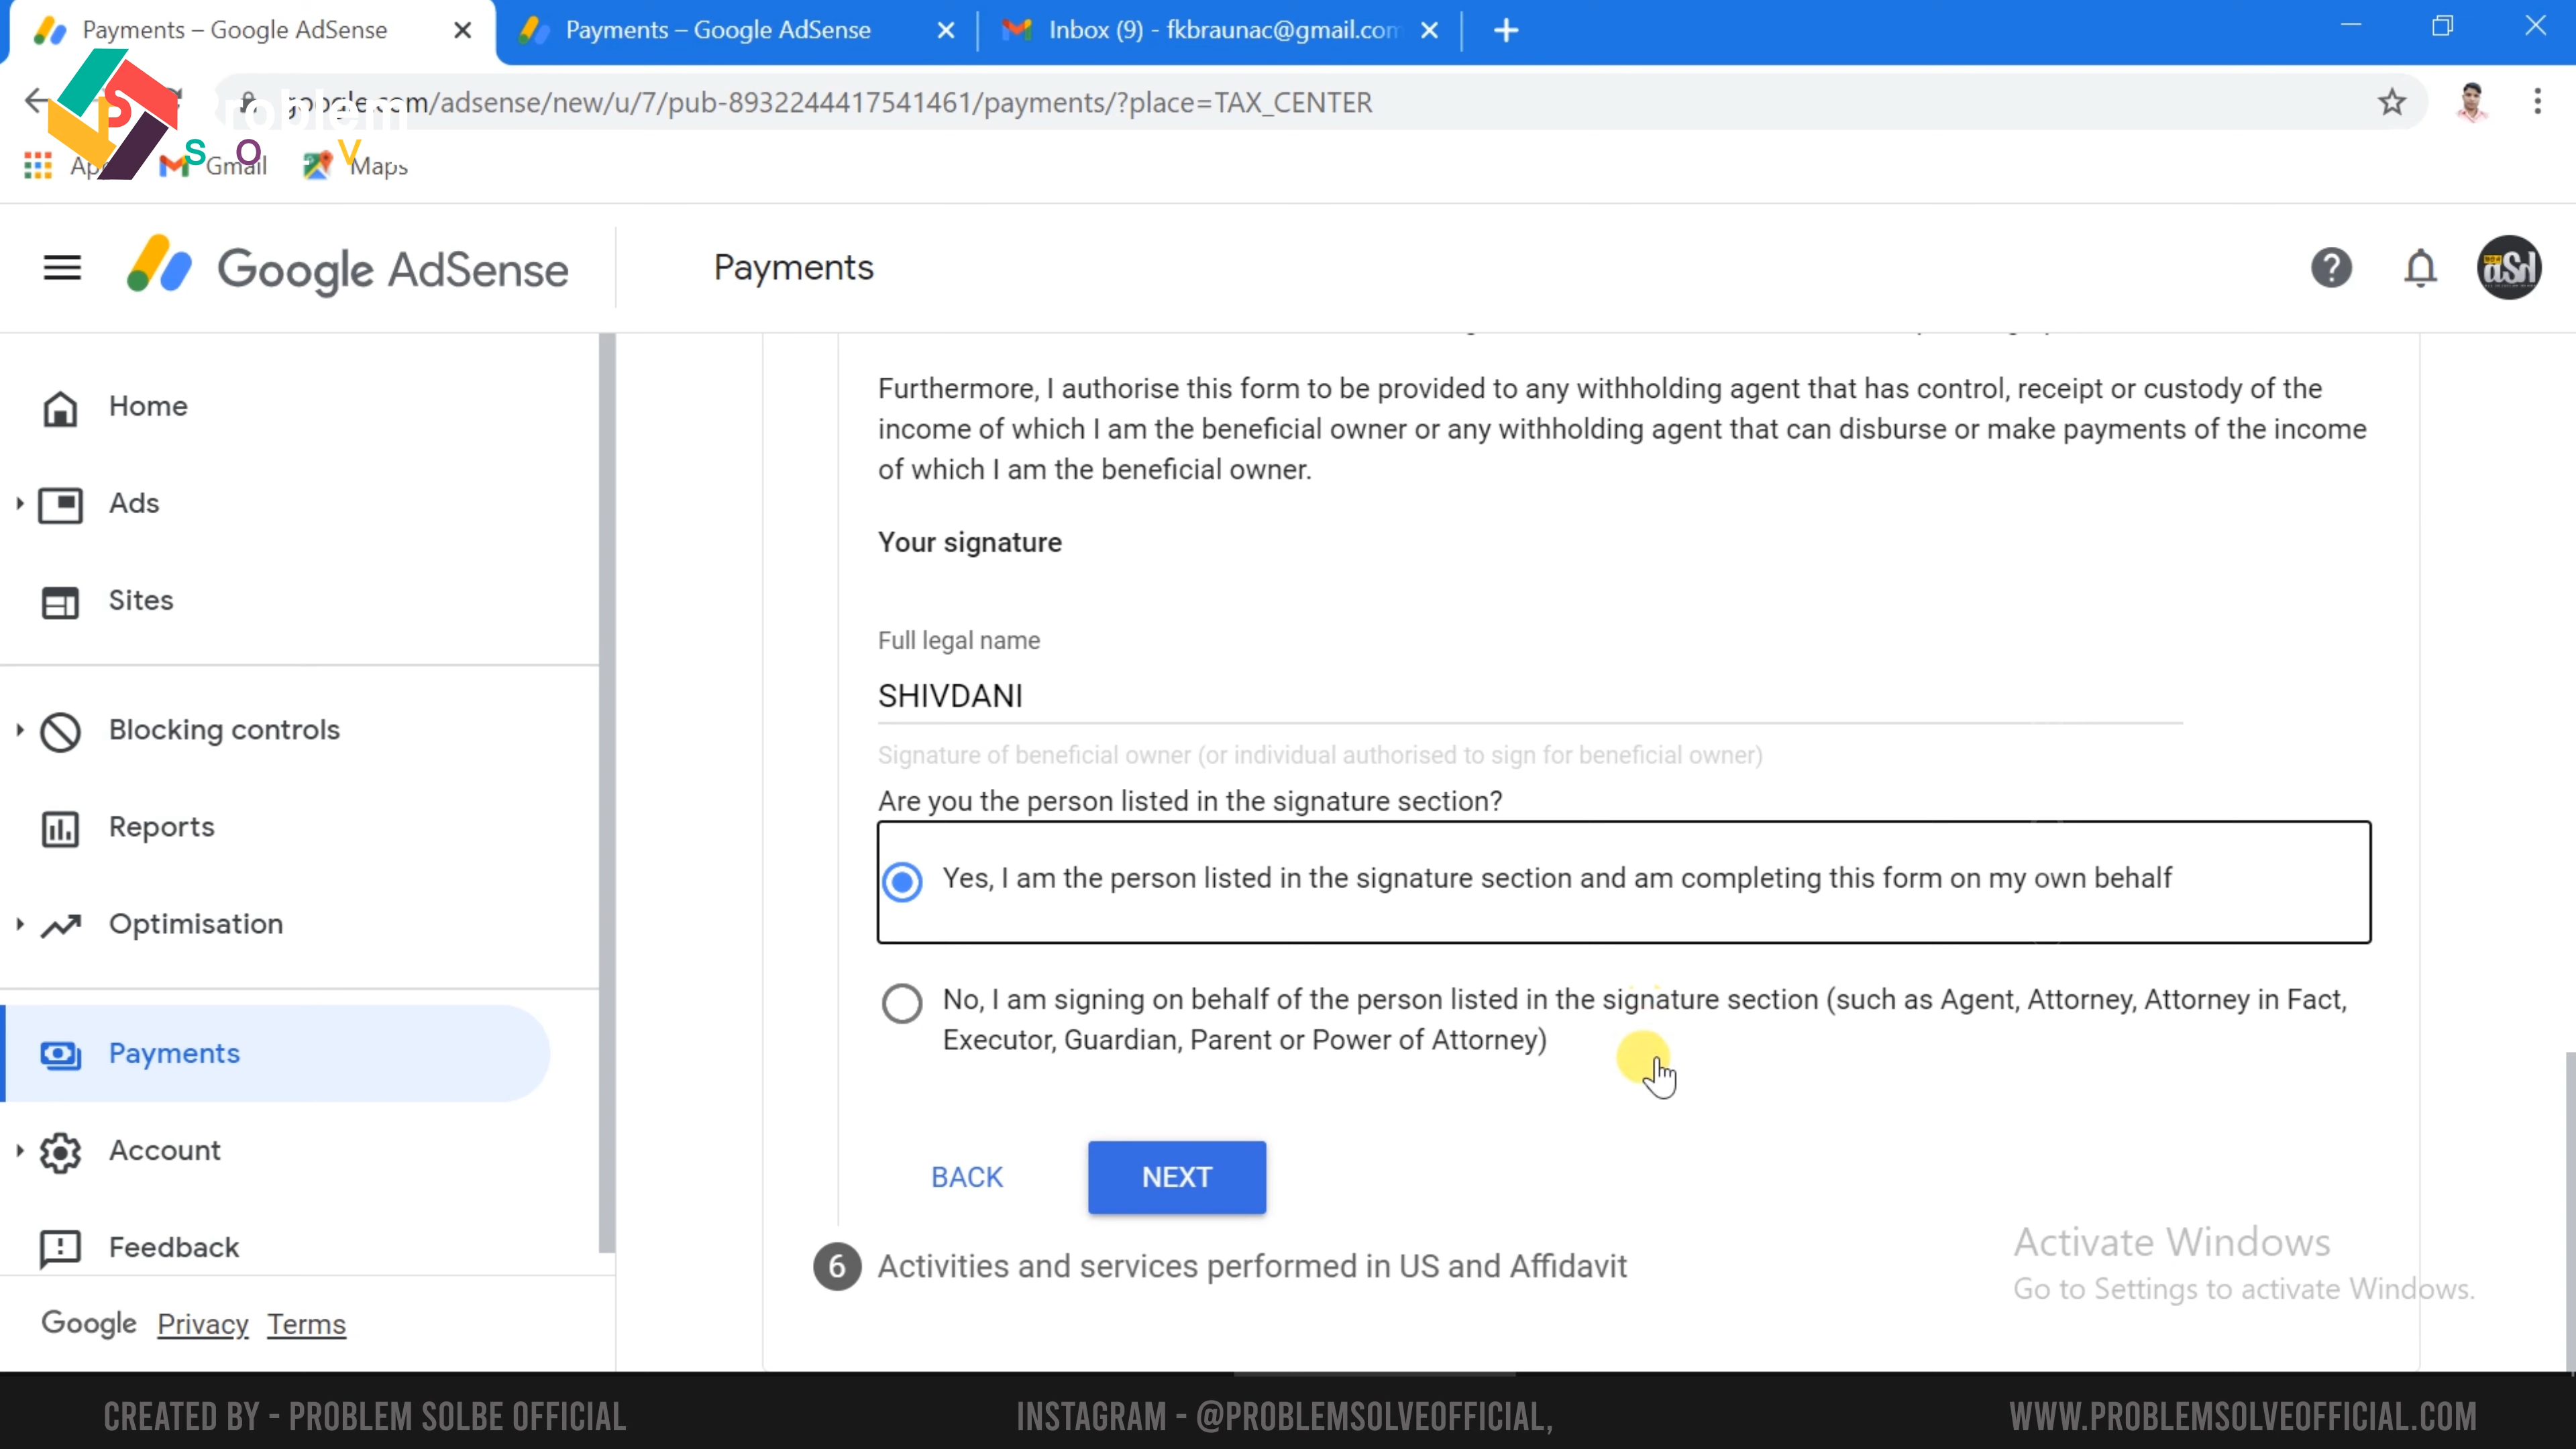 Payments – Google AdSense
Payments – Google AdSense
Inbox (9) - fkbraunac@gmail.com
google.com/adsense/new/u/7/pub-8932244417541461/payments/?place=TAX_CENTER
Problem
S O V
Gmail
Maps
Google AdSense
Payments
aSd
Home
Ads
Sites
Blocking controls
Reports
Optimisation
Payments
Account
Feedback
Google Privacy Terms
Furthermore, I authorise this form to be provided to any withholding agent that has control, receipt or custody of the
income of which I am the beneficial owner or any withholding agent that can disburse or make payments of the income
of which I am the beneficial owner.
Your signature
Full legal name
SHIVDANI
Signature of beneficial owner (or individual authorised to sign for beneficial owner)
Are you the person listed in the signature section?
Yes, I am the person listed in the signature section and am completing this form on my own behalf
No, I am signing on behalf of the person listed in the signature section (such as Agent, Attorney, Attorney in Fact,
Executor, Guardian, Parent or Power of Attorney)
BACK
NEXT
6 Activities and services performed in US and Affidavit
Activate Windows
Go to Settings to activate Windows.
CREATED BY - PROBLEM SOLBE OFFICIAL
INSTAGRAM - @PROBLEMSOLVEOFFICIAL,
WWW.PROBLEMSOLVEOFFICIAL.COM